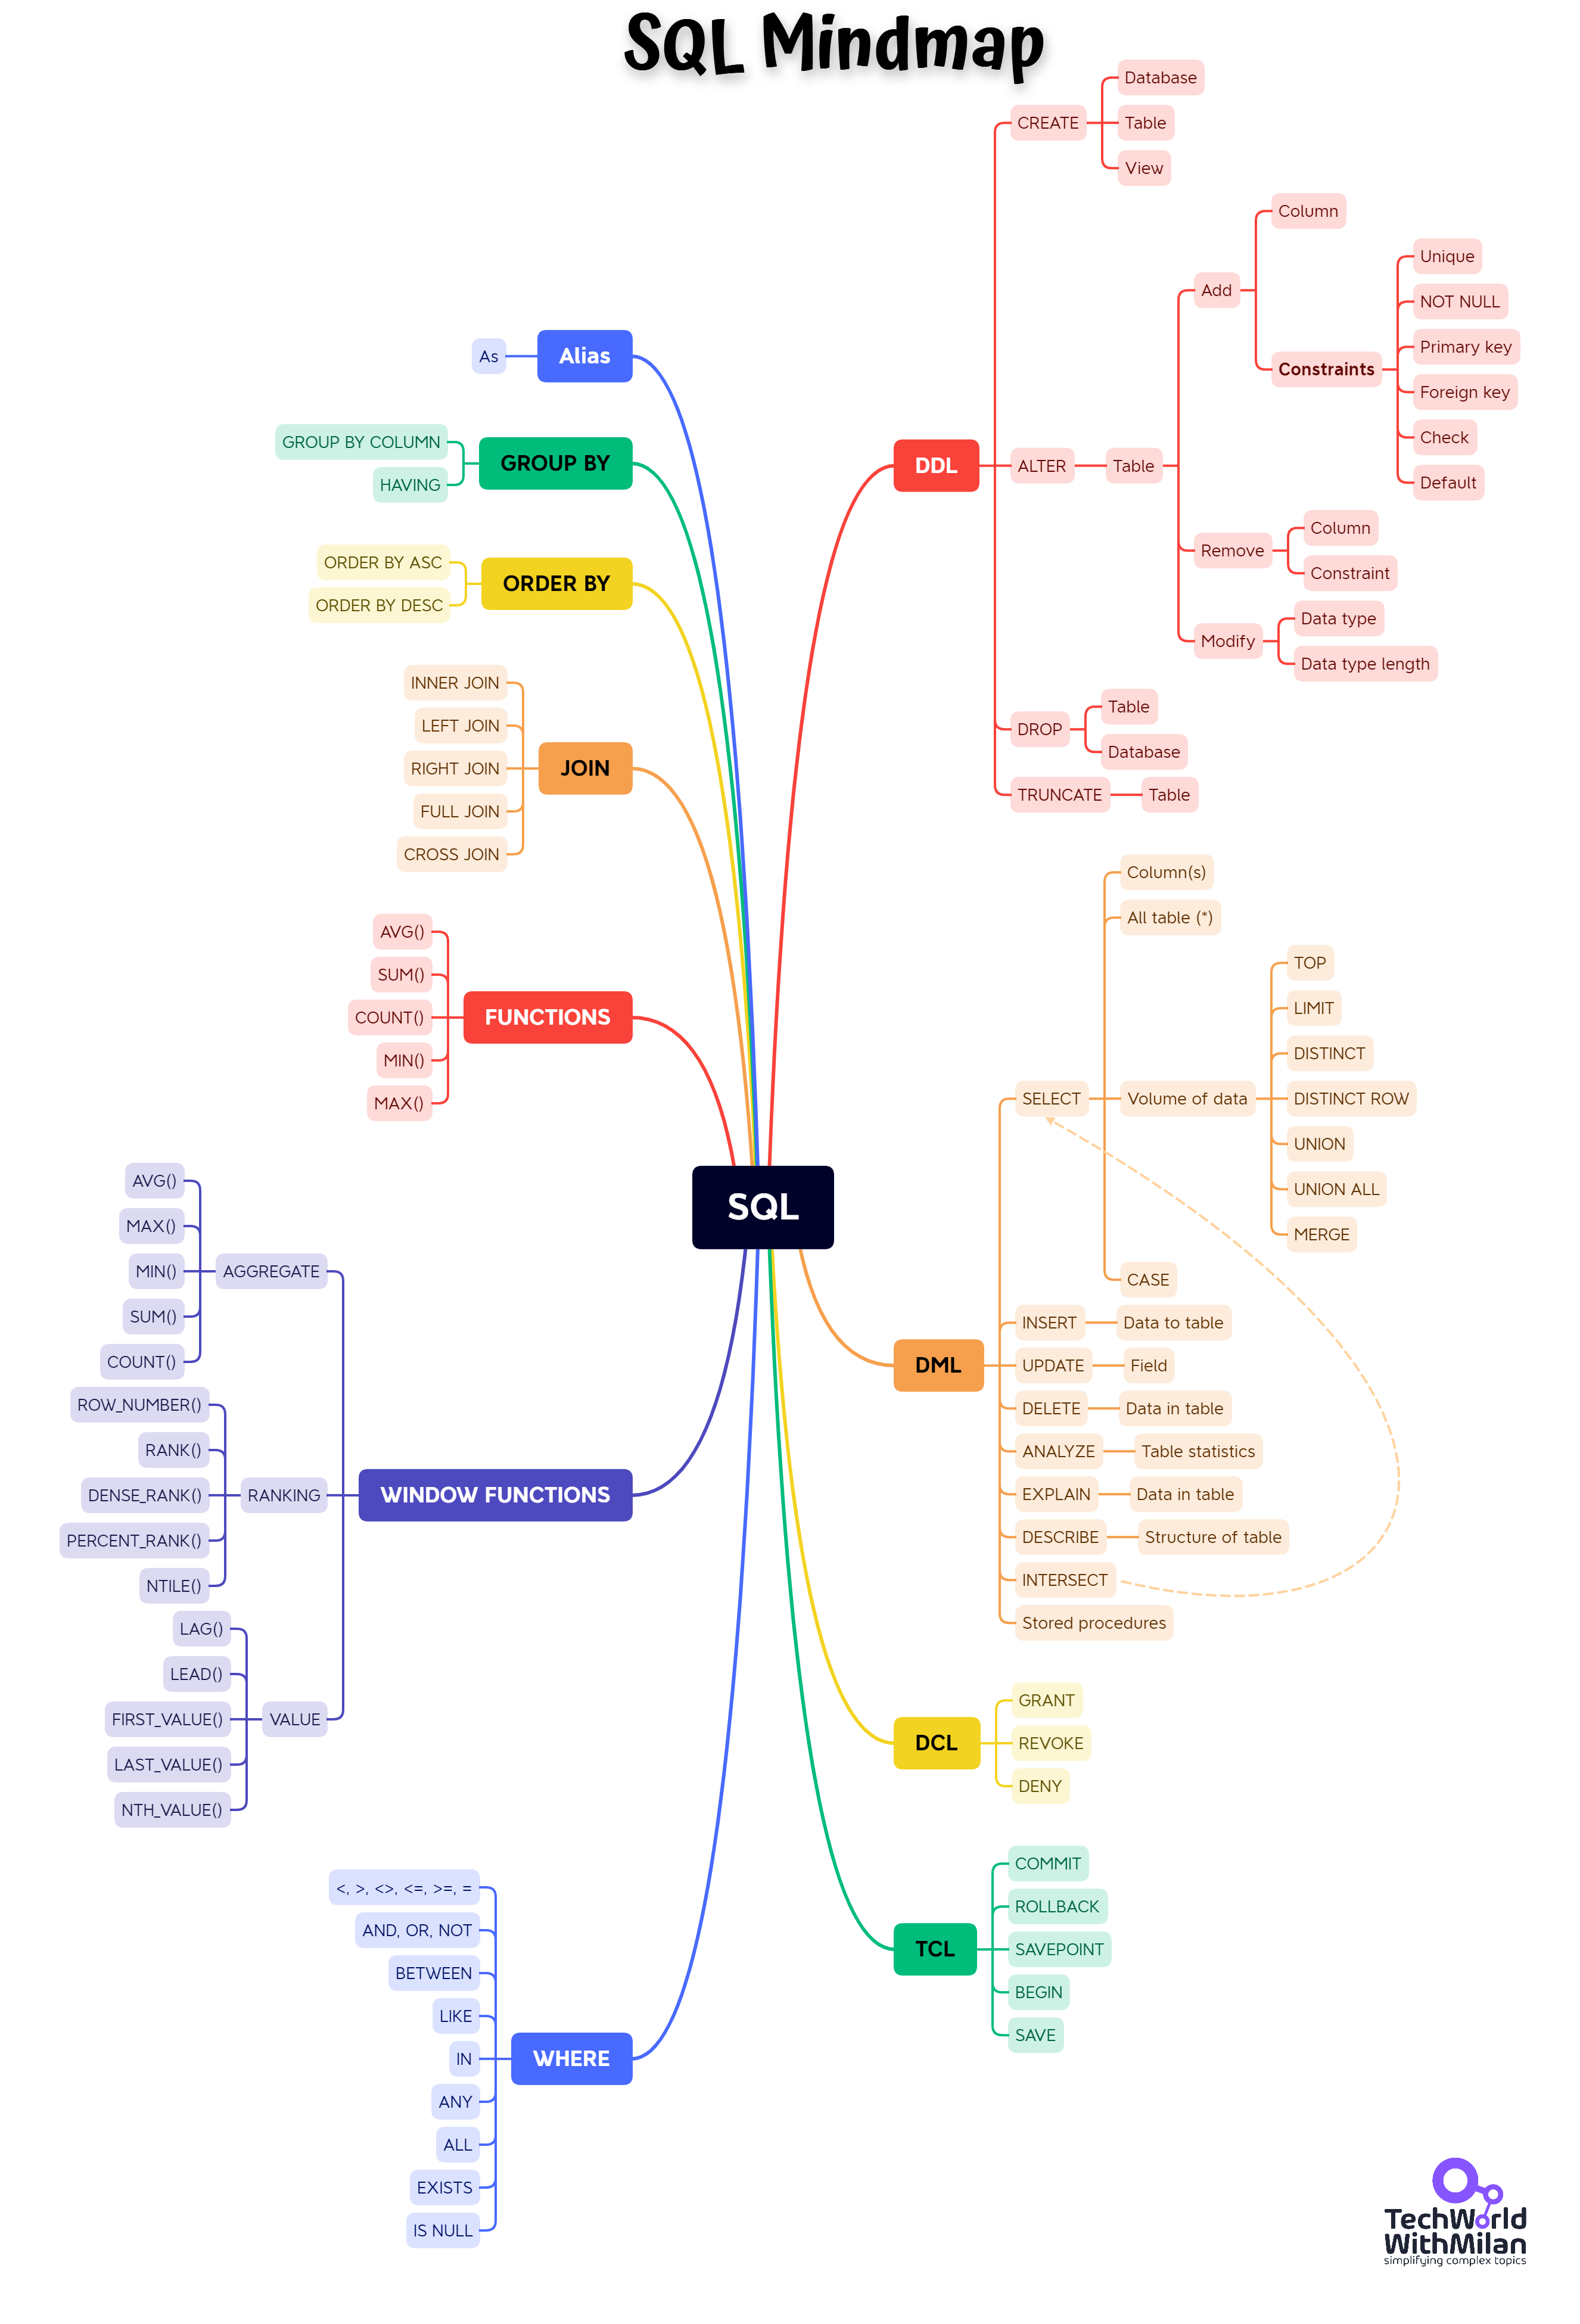 SQL Mindmap
Alias
As
GROUP BY
GROUP BY COLUMN
HAVING
ORDER BY
ORDER BY ASC
ORDER BY DESC
JOIN
INNER JOIN
LEFT JOIN
RIGHT JOIN
FULL JOIN
CROSS JOIN
FUNCTIONS
AVG()
SUM()
COUNT()
MIN()
MAX()
SQL
WINDOW FUNCTIONS
AGGREGATE
AVG()
MAX()
MIN()
SUM()
COUNT()
RANKING
ROW_NUMBER()
RANK()
DENSE_RANK()
PERCENT_RANK()
NTILE()
VALUE
LAG()
LEAD()
FIRST_VALUE()
LAST_VALUE()
NTH_VALUE()
WHERE
<, >, <>, <=, >=, =
AND, OR, NOT
BETWEEN
LIKE
IN
ANY
ALL
EXISTS
IS NULL
DDL
CREATE
Database
Table
View
ALTER
Table
Add
Column
Constraints
Unique
NOT NULL
Primary key
Foreign key
Check
Default
Remove
Column
Constraint
Modify
Data type
Data type length
DROP
Table
Database
TRUNCATE
Table
DML
SELECT
Column(s)
All table (*)
Volume of data
TOP
LIMIT
DISTINCT
DISTINCT ROW
UNION
UNION ALL
MERGE
CASE
INSERT
Data to table
UPDATE
Field
DELETE
Data in table
ANALYZE
Table statistics
EXPLAIN
Data in table
DESCRIBE
Structure of table
INTERSECT
Stored procedures
DCL
GRANT
REVOKE
DENY
TCL
COMMIT
ROLLBACK
SAVEPOINT
BEGIN
SAVE
TechWorld
WithMilan
simplifying complex topics